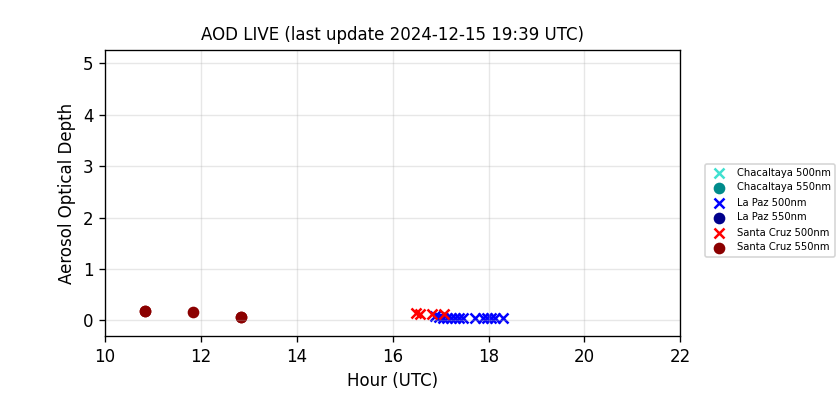 AOD LIVE (last update 2024-12-15 19:39 UTC)
Aerosol Optical Depth
5
4
3
2
1
0
10 12 14 16 18 20 22
Hour (UTC)
Chacaltaya 500nm
Chacaltaya 550nm
La Paz 500nm
La Paz 550nm
Santa Cruz 500nm
Santa Cruz 550nm